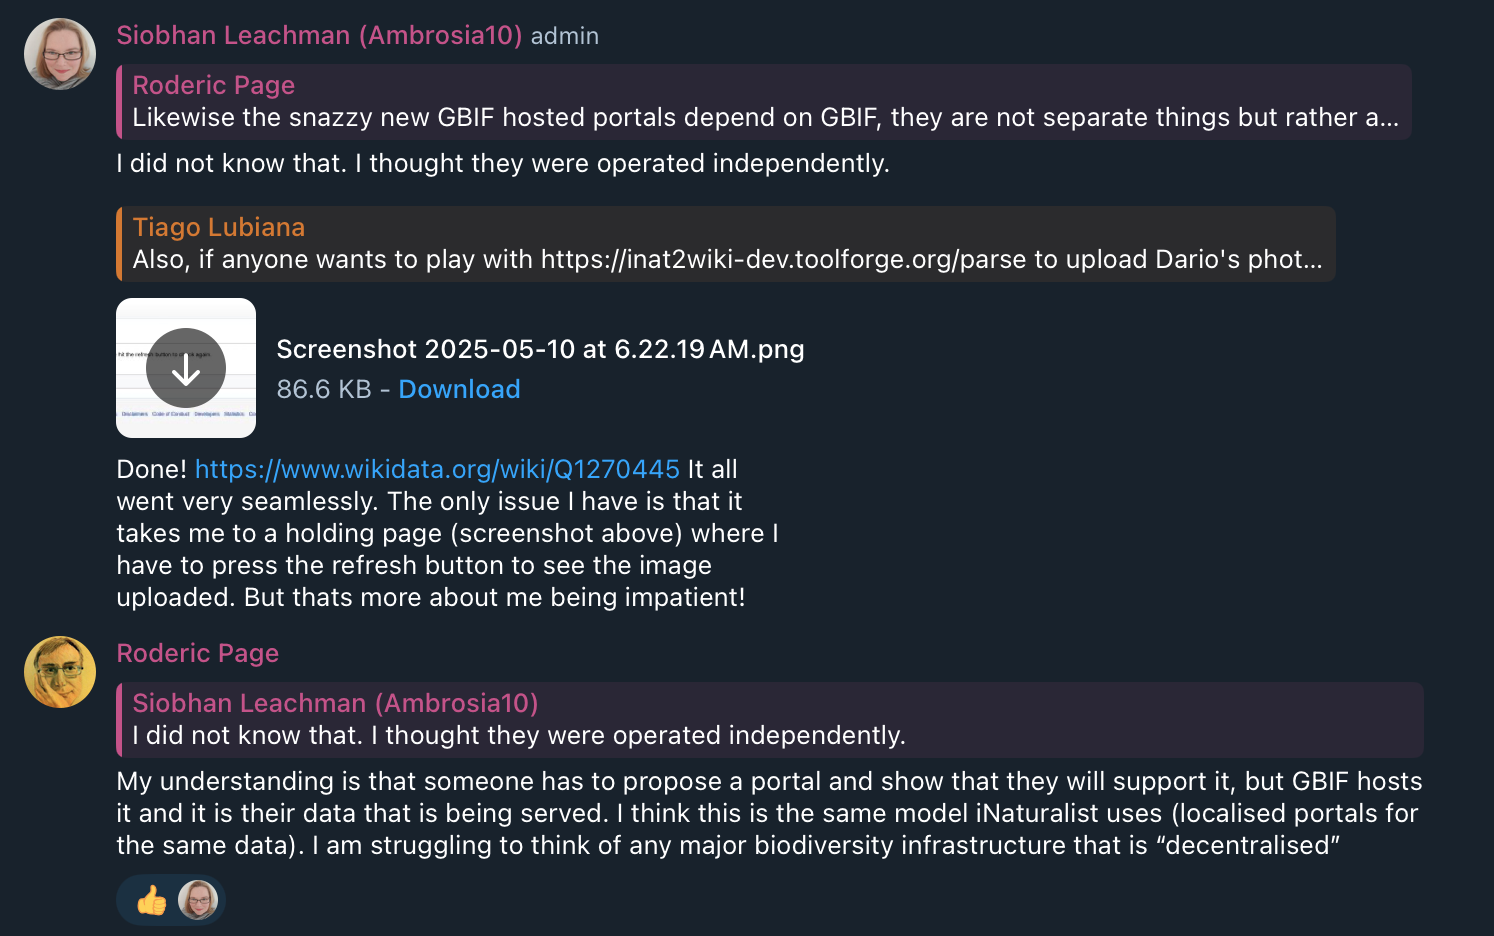 Siobhan Leachman (Ambrosia10) admin
Roderic Page
Likewise the snazzy new GBIF hosted portals depend on GBIF, they are not separate things but rather a...
I did not know that. I thought they were operated independently.
Tiago Lubiana
Also, if anyone wants to play with https://inat2wiki-dev.toolforge.org/parse to upload Dario's phot...
Disclaimers Code of Conduct Developers Statistics
Screenshot 2025-05-10 at 6.22.19 AM.png
86.6 KB - Download
Done! https://www.wikidata.org/wiki/Q1270445 It all
went very seamlessly. The only issue I have is that it
takes me to a holding page (screenshot above) where I
have to press the refresh button to see the image
uploaded. But thats more about me being impatient!
Roderic Page
Siobhan Leachman (Ambrosia10)
I did not know that. I thought they were operated independently.
My understanding is that someone has to propose a portal and show that they will support it, but GBIF hosts
it and it is their data that is being served. I think this is the same model iNaturalist uses (localised portals for
the same data). I am struggling to think of any major biodiversity infrastructure that is “decentralised”